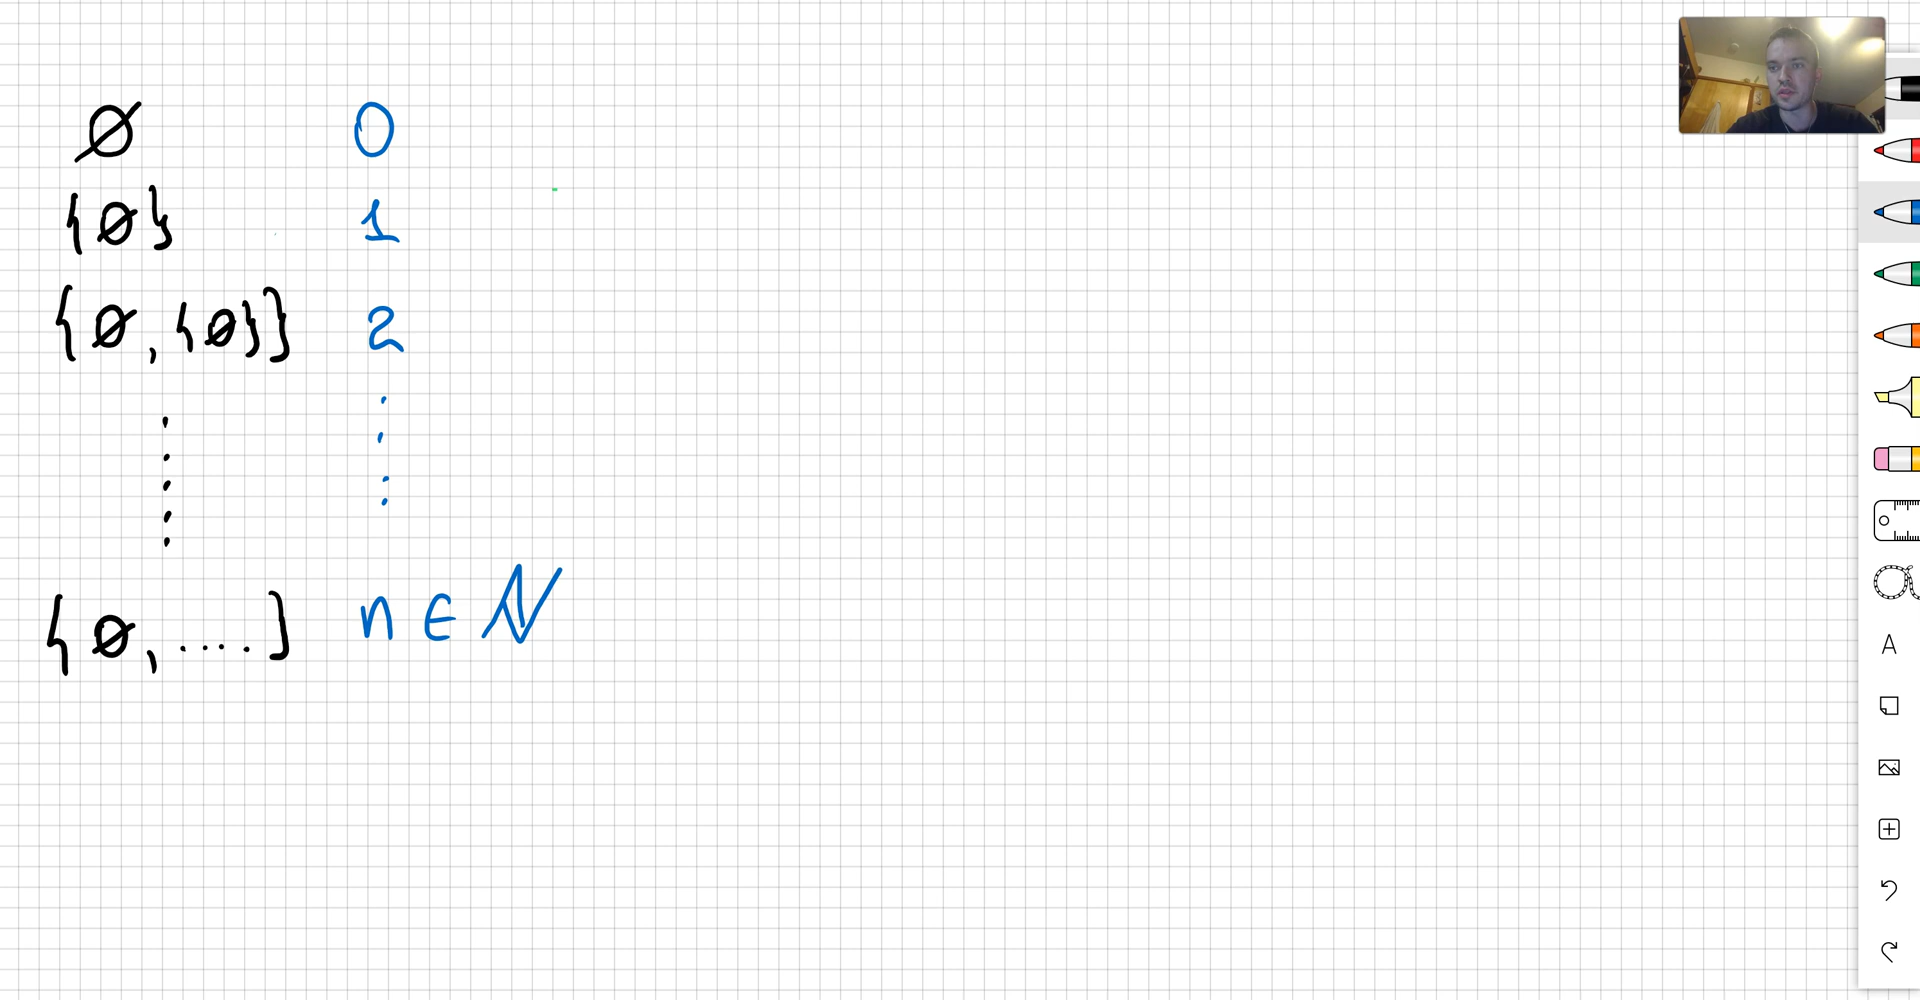 ∅ 0
{∅} 1
{∅, {∅}} 2
{∅, ....} n ∈ ℕ
A